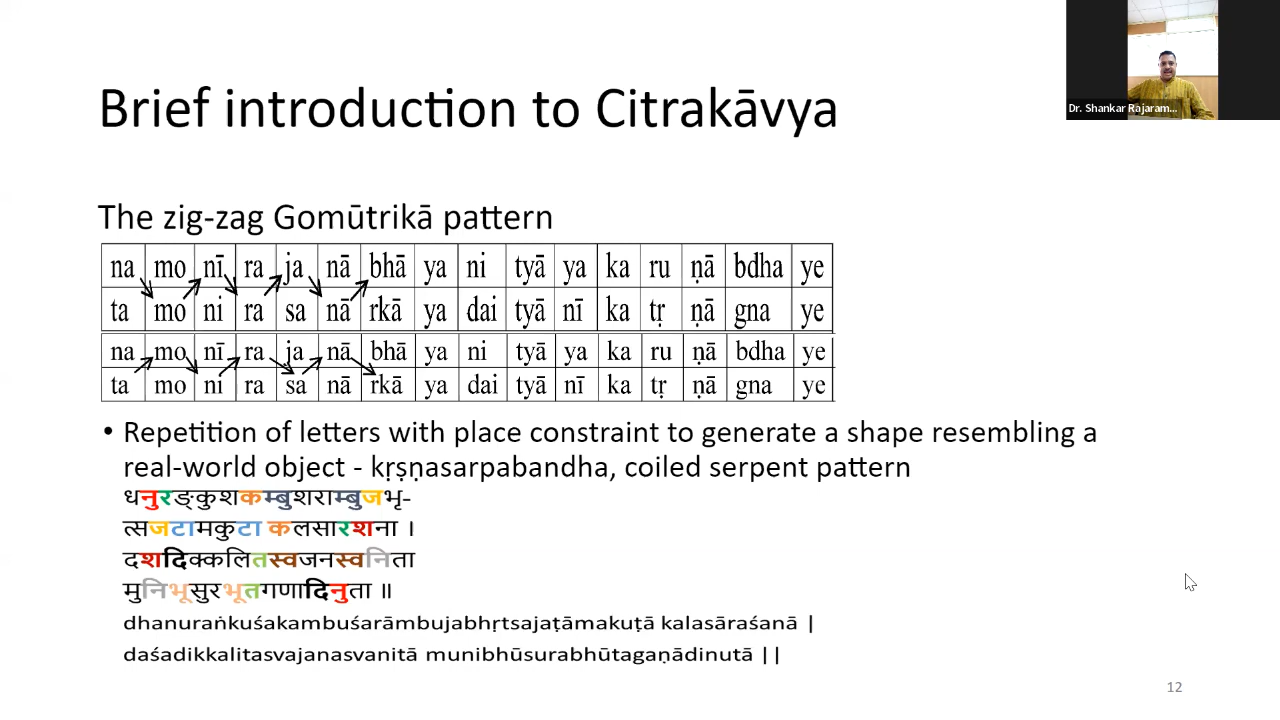 Dr. Shankar Rajaram...
Brief introduction to Citrakāvya
The zig-zag Gomūtrikā pattern
na mo nī ra ja nā bhā ya ni tyā ya ka ru ṇā bdha ye
ta mo ni ra sa nā rkā ya dai tyā nī ka tṛ ṇā gna ye
na mo nī ra ja nā bhā ya ni tyā ya ka ru ṇā bdha ye
ta mo ni ra sa nā rkā ya dai tyā nī ka tṛ ṇā gna ye
• Repetition of letters with place constraint to generate a shape resembling a
real-world object - kṛṣṇasarpabandha, coiled serpent pattern
धनुरङ्कुशकम्बुशराम्बुजभृ-
त्सजटामकुटा कलसारशना ।
दशदिक्कलितस्वजनस्वनिता
मुनिभूसुरभूतगणादिनुता ॥
dhanuraṅkuśakambuśarāmbujabhṛtsajaṭāmakuṭā kalasāraśanā |
daśadikkalitasvajanasvanitā munibhūsurabhūtagaṇādinutā ||
12